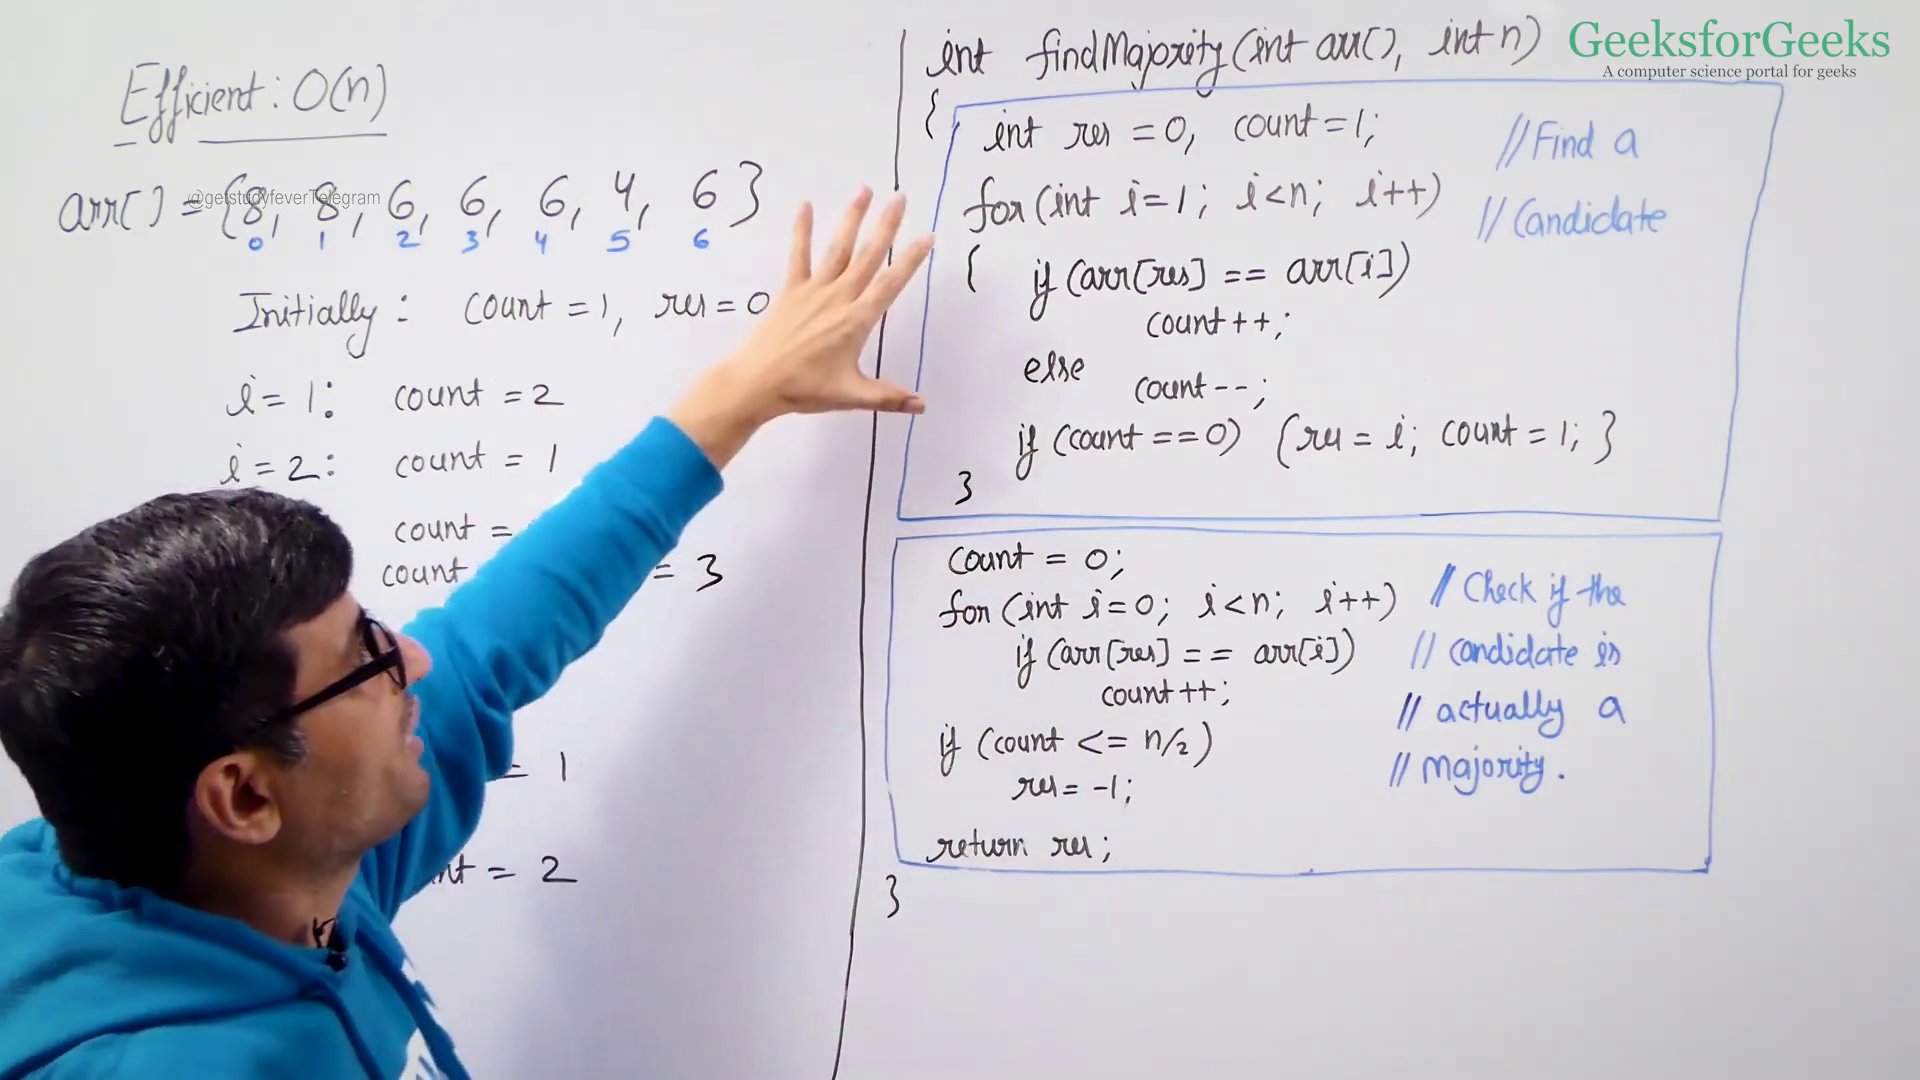 Efficient: O(n)
arr[] = {8, 8, 6, 6, 6, 4, 6}
@getstudyfeverTelegram
0 1 2 3 4 5 6
Initially: count = 1, res = 0
i = 1: count = 2
i = 2: count = 1
count =
count = 3
= 1
nt = 2
int findMajority(int arr[], int n)
{
int res = 0, count = 1;
//Find a
for(int i=1; i<n; i++)
// Candidate
{ if (arr[res] == arr[i])
count++;
else
count--;
if (count ==0) {res = i; count = 1; }
}
count = 0;
for (int i=0; i<n; i++)
// Check if the
if (arr[res] == arr[i])
// candidate is
count++;
// actually a
if (count <= n/2)
// majority.
res = -1;
return res;
}
GeeksforGeeks
A computer science portal for geeks